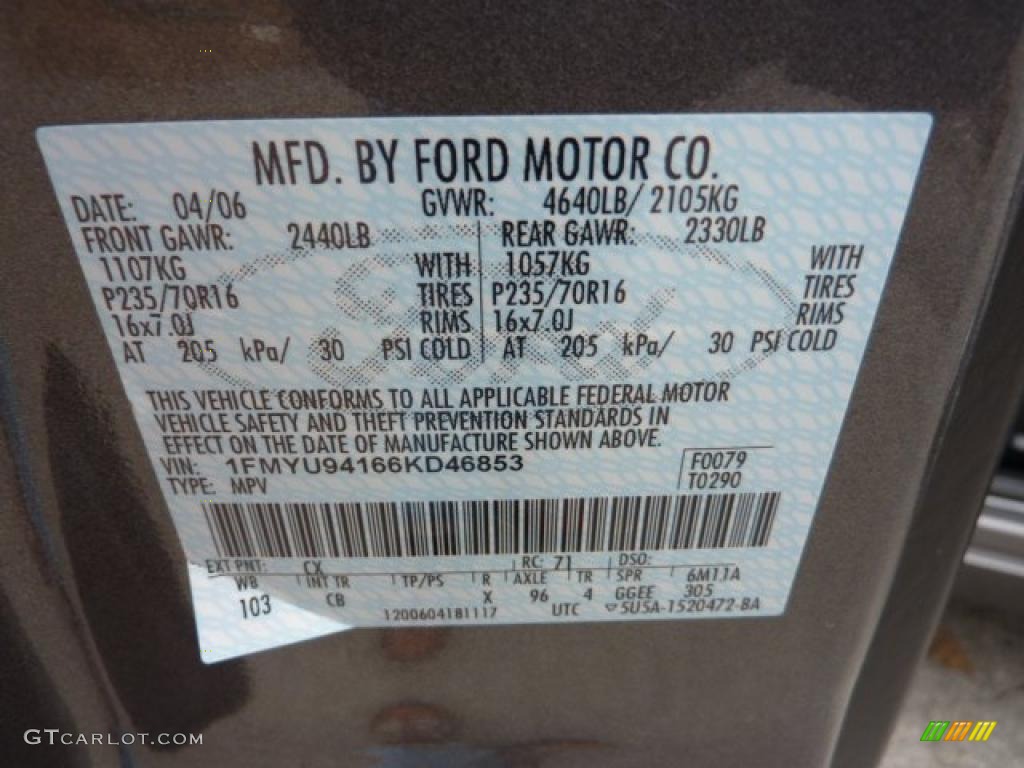 MFD. BY FORD MOTOR CO.
DATE: 04/06 GVWR: 4640LB/ 2105KG
FRONT GAWR: 2440LB REAR GAWR: 2330LB
1107KG WITH 1057KG WITH
P235/70R16 TIRES P235/70R16 TIRES
16x7.0J RIMS 16x7.0J RIMS
AT 205 kPa/ 30 PSI COLD AT 205 kPa/ 30 PSI COLD
THIS VEHICLE CONFORMS TO ALL APPLICABLE FEDERAL MOTOR
VEHICLE SAFETY AND THEFT PREVENTION STANDARDS IN
EFFECT ON THE DATE OF MANUFACTURE SHOWN ABOVE.
VIN: 1FMYU94166KD46853 F0079
TYPE: MPV T0290
EXT PNT: CX RC: 71 DSO:
WB INT TR TP/PS R AXLE TR SPR 6M11A
103 CB X 96 4 GGEE 305
1200604181117 UTC 5U5A-1520472-BA
GTCARLOT.COM